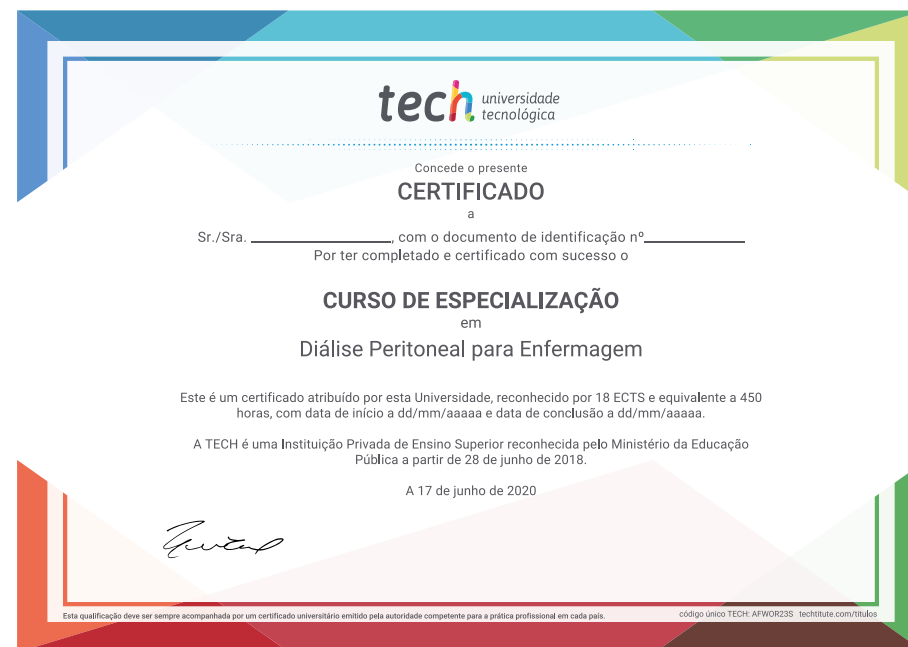 tech universidade
tecnológica
Concede o presente
CERTIFICADO
a
Sr./Sra. ____________, com o documento de identificação nº____________
Por ter completado e certificado com sucesso o
CURSO DE ESPECIALIZAÇÃO
em
Diálise Peritoneal para Enfermagem
Este é um certificado atribuído por esta Universidade, reconhecido por 18 ECTS e equivalente a 450
horas, com data de início a dd/mm/aaaaa e data de conclusão a dd/mm/aaaaa.
A TECH é uma Instituição Privada de Ensino Superior reconhecida pelo Ministério da Educação
Pública a partir de 28 de junho de 2018.
A 17 de junho de 2020
Esta qualificação deve ser sempre acompanhada por um certificado universitário emitido pela autoridade competente para a prática profissional em cada país.
código único TECH: AFWOR23S techtitute.com/titulos